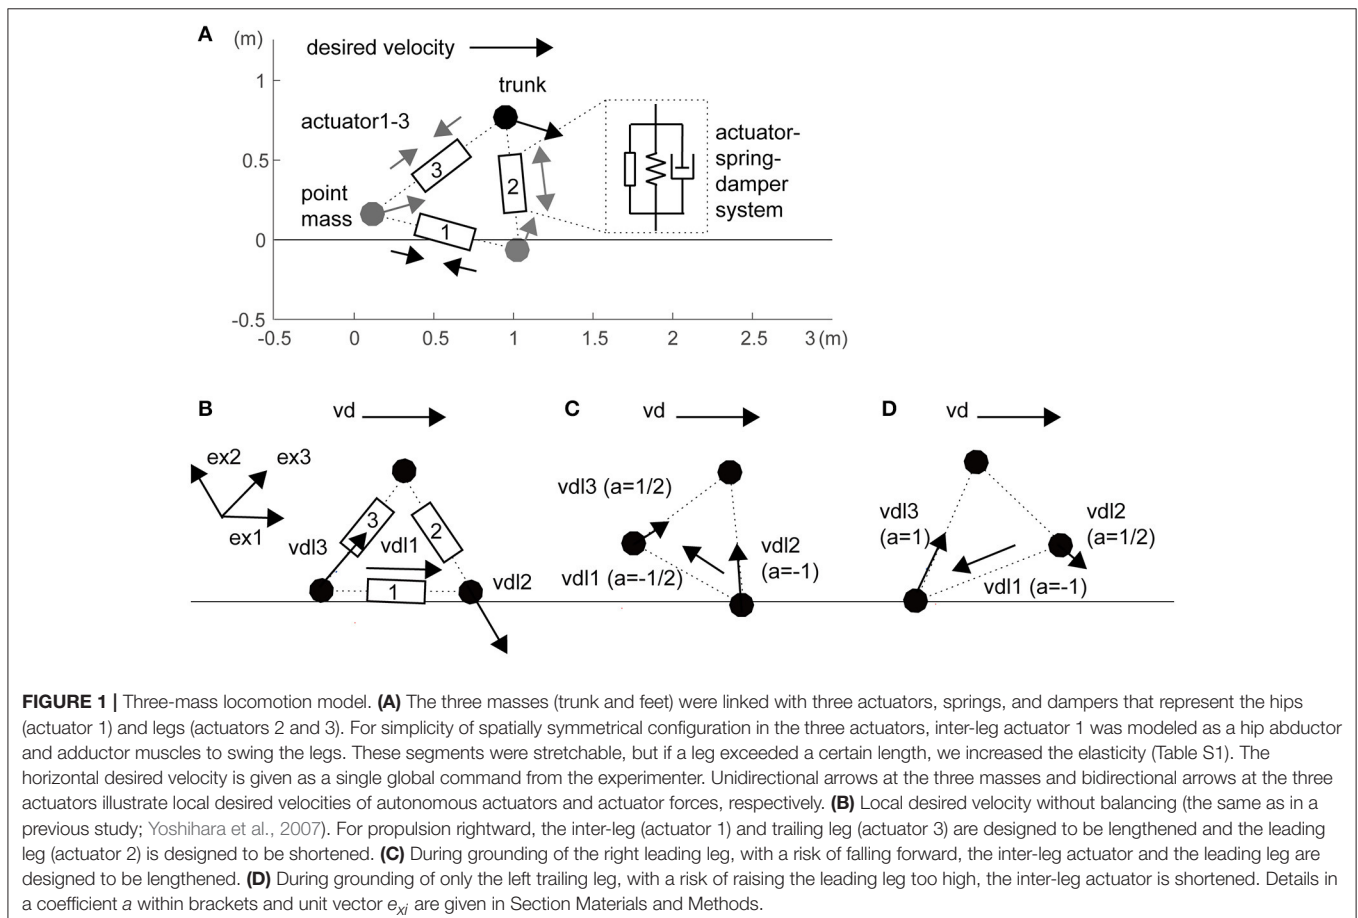 A (m)
desired velocity
1
trunk
actuator1-3
actuator-
spring-
damper
system
0.5
3
2
point
mass
1
0
-0.5
-0.5 0 0.5 1 1.5 2 2.5 3 (m)
B vd
C vd
D vd
ex2 ex3
ex1
vdl3
3
2
vdl1
1
vdl2
vdl3 (a=1/2)
vdl1 (a=-1/2)
vdl2
(a=-1)
vdl3
(a=1)
vdl2
(a=1/2)
vdl1 (a=-1)
FIGURE 1 | Three-mass locomotion model. (A) The three masses (trunk and feet) were linked with three actuators, springs, and dampers that represent the hips
(actuator 1) and legs (actuators 2 and 3). For simplicity of spatially symmetrical configuration in the three actuators, inter-leg actuator 1 was modeled as a hip abductor
and adductor muscles to swing the legs. These segments were stretchable, but if a leg exceeded a certain length, we increased the elasticity (Table S1). The
horizontal desired velocity is given as a single global command from the experimenter. Unidirectional arrows at the three masses and bidirectional arrows at the three
actuators illustrate local desired velocities of autonomous actuators and actuator forces, respectively. (B) Local desired velocity without balancing (the same as in a
previous study; Yoshihara et al., 2007). For propulsion rightward, the inter-leg (actuator 1) and trailing leg (actuator 3) are designed to be lengthened and the leading
leg (actuator 2) is designed to be shortened. (C) During grounding of the right leading leg, with a risk of falling forward, the inter-leg actuator and the leading leg are
designed to be lengthened. (D) During grounding of only the left trailing leg, with a risk of raising the leading leg too high, the inter-leg actuator is shortened. Details in
a coefficient a within brackets and unit vector exi are given in Section Materials and Methods.